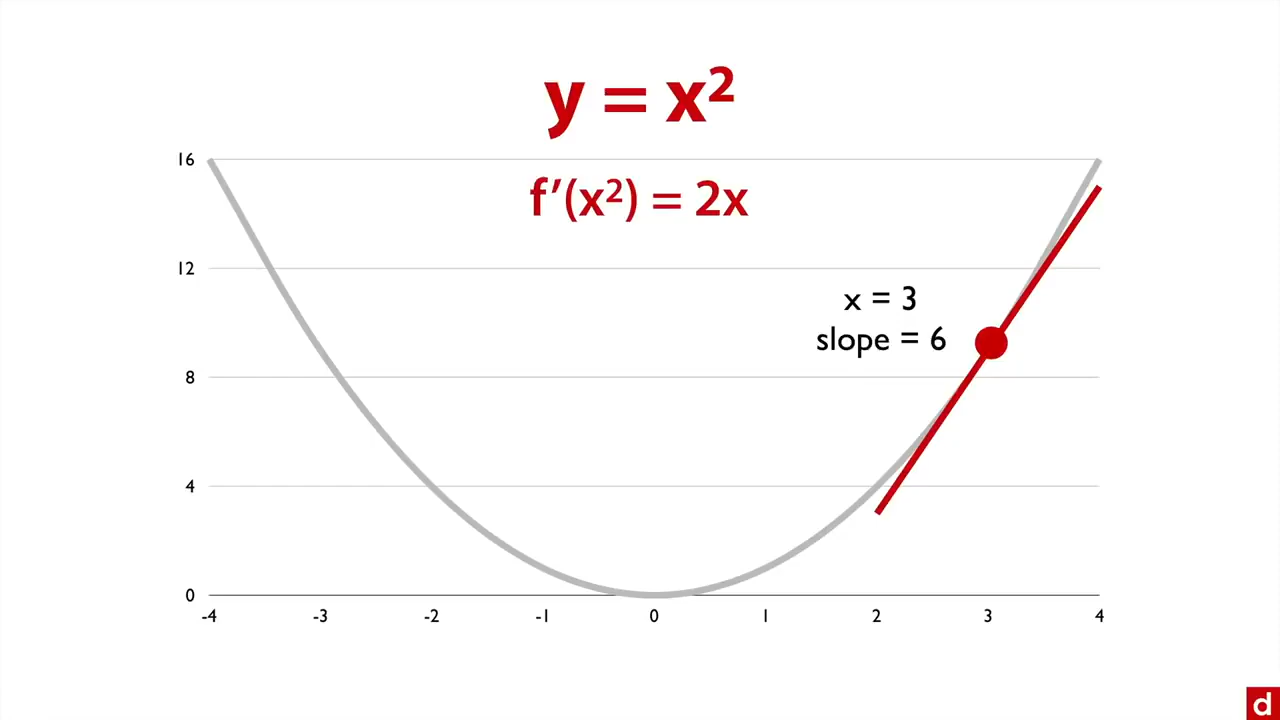 y = x²
16
f′(x²) = 2x
12
x = 3
slope = 6
8
4
0
-4 -3 -2 -1 0 1 2 3 4
d